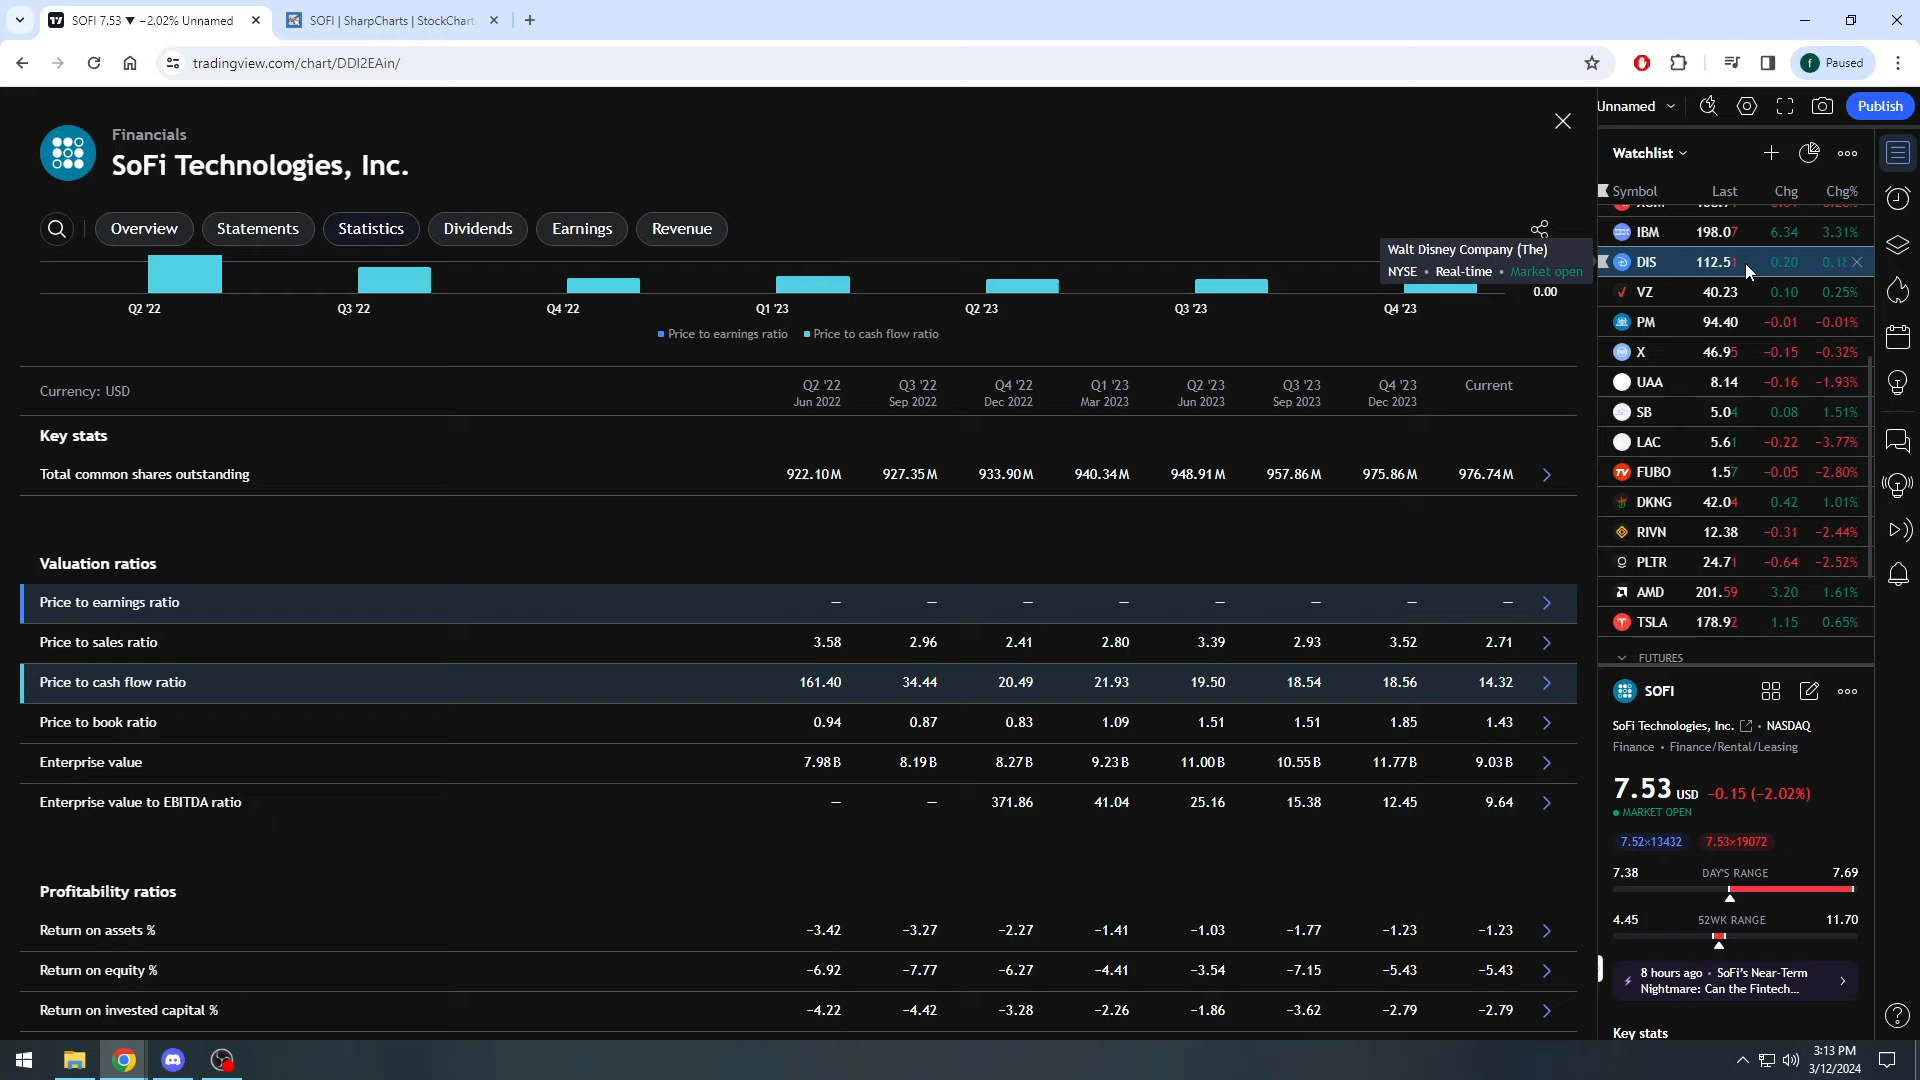 SOFI 7.53 ▼ −2.02% Unnamed
SOFI | SharpCharts | StockChart
tradingview.com/chart/DDI2EAin/
f Paused
Financials
SoFi Technologies, Inc.
Overview Statements Statistics Dividends Earnings Revenue
Walt Disney Company (The)
NYSE • Real-time • Market open
0.00
Q2 '22 Q3 '22 Q4 '22 Q1 '23 Q2 '23 Q3 '23 Q4 '23
Price to earnings ratio Price to cash flow ratio
Currency: USD
Q2 '22 Q3 '22 Q4 '22 Q1 '23 Q2 '23 Q3 '23 Q4 '23 Current
Jun 2022 Sep 2022 Dec 2022 Mar 2023 Jun 2023 Sep 2023 Dec 2023
Key stats
Total common shares outstanding 922.10M 927.35M 933.90M 940.34M 948.91M 957.86M 975.86M 976.74M
Valuation ratios
Price to earnings ratio — — — — — — — —
Price to sales ratio 3.58 2.96 2.41 2.80 3.39 2.93 3.52 2.71
Price to cash flow ratio 161.40 34.44 20.49 21.93 19.50 18.54 18.56 14.32
Price to book ratio 0.94 0.87 0.83 1.09 1.51 1.51 1.85 1.43
Enterprise value 7.98B 8.19B 8.27B 9.23B 11.00B 10.55B 11.77B 9.03B
Enterprise value to EBITDA ratio — — 371.86 41.04 25.16 15.38 12.45 9.64
Profitability ratios
Return on assets % −3.42 −3.27 −2.27 −1.41 −1.03 −1.77 −1.23 −1.23
Return on equity % −6.92 −7.77 −6.27 −4.41 −3.54 −7.15 −5.43 −5.43
Return on invested capital % −4.22 −4.42 −3.28 −2.26 −1.86 −3.62 −2.79 −2.79
Unnamed Publish
Watchlist
Symbol Last Chg Chg%
IBM 198.07 6.34 3.31%
DIS 112.51 0.20
VZ 40.23 0.10 0.25%
PM 94.40 −0.01 −0.01%
X 46.95 −0.15 −0.32%
UAA 8.14 −0.16 −1.93%
SB 5.04 0.08 1.51%
LAC 5.61 −0.22 −3.77%
FUBO 1.57 −0.05 −2.80%
DKNG 42.04 0.42 1.01%
RIVN 12.38 −0.31 −2.44%
PLTR 24.71 −0.64 −2.52%
AMD 201.59 3.20 1.61%
TSLA 178.92 1.15 0.65%
FUTURES
SOFI
SoFi Technologies, Inc. • NASDAQ
Finance • Finance/Rental/Leasing
7.53 USD −0.15 (−2.02%)
MARKET OPEN
7.52×13432 7.53×19072
7.38 DAY'S RANGE 7.69
4.45 52WK RANGE 11.70
8 hours ago • SoFi's Near-Term
Nightmare: Can the Fintech...
Key stats
3:13 PM
3/12/2024